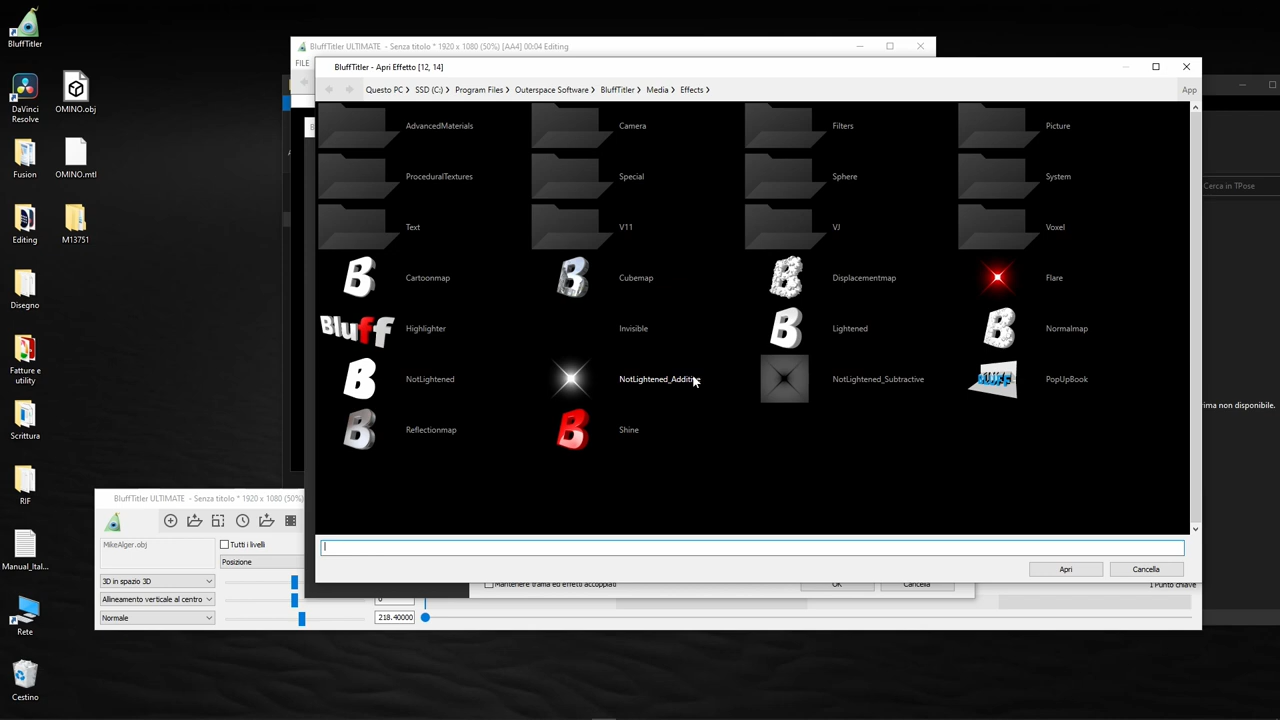 BluffTitler
DaVinci
Resolve
OMINO.obj
Fusion
OMINO.mtl
Editing
M13751
Disegno
Fatture e
utility
Scrittura
RIF
Manual_Ital...
Rete
Cestino
BluffTitler ULTIMATE - Senza titolo * 1920 x 1080 (50%) [AA4] 00:04 Editing
FILE
BluffTitler - Apri Effetto [12, 14]
Questo PC > SSD (C:) > Program Files > Outerspace Software > BluffTitler > Media > Effects >
App
AdvancedMaterials
Camera
Filters
Picture
ProceduralTextures
Special
Sphere
System
Text
V11
VJ
Voxel
Cartoonmap
Cubemap
Displacementmap
Flare
Highlighter
Invisible
Lightened
Normalmap
NotLightened
NotLightened_Additive
NotLightened_Subtractive
PopUpBook
Reflectionmap
Shine
Apri
Cancella
Cerca in TPose
rima non disponibile.
BluffTitler ULTIMATE - Senza titolo * 1920 x 1080 (50%)
MikeAlger.obj
Tutti i livelli
Posizione
3D in spazio 3D
Allineamento verticale al centro
Normale
0
218.40000
Mantenere trama ed effetti accoppiati
OK
Cancella
1 Punto chiave